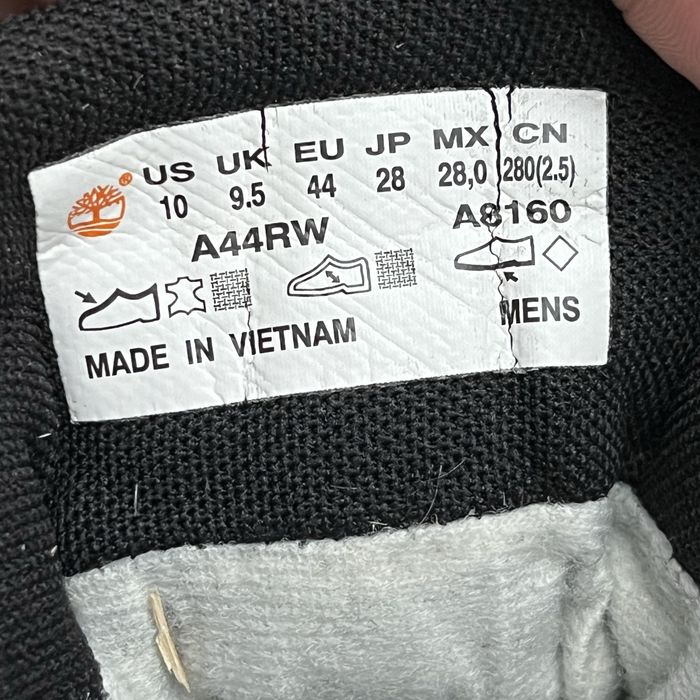 US UK EU JP MX CN
10 9.5 44 28 28,0 280(2.5)
A44RW A8160
MADE IN VIETNAM MENS